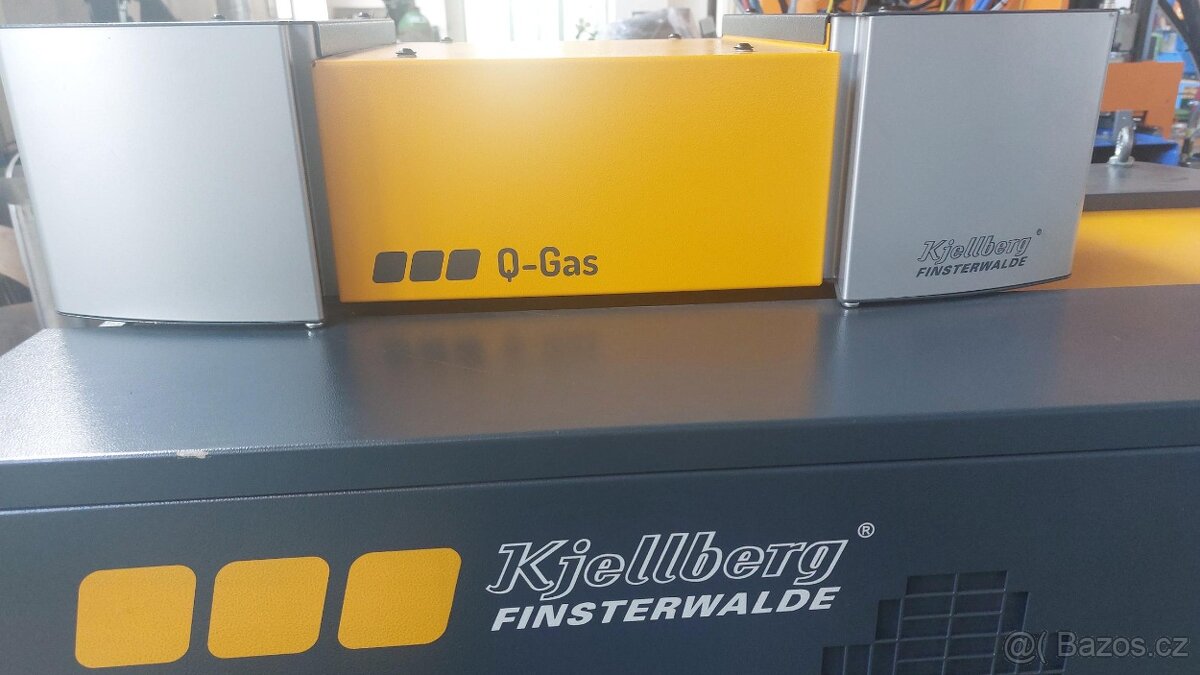 Q-Gas
Kjellberg®
FINSTERWALDE
Kjellberg®
FINSTERWALDE
@( Bazos.cz